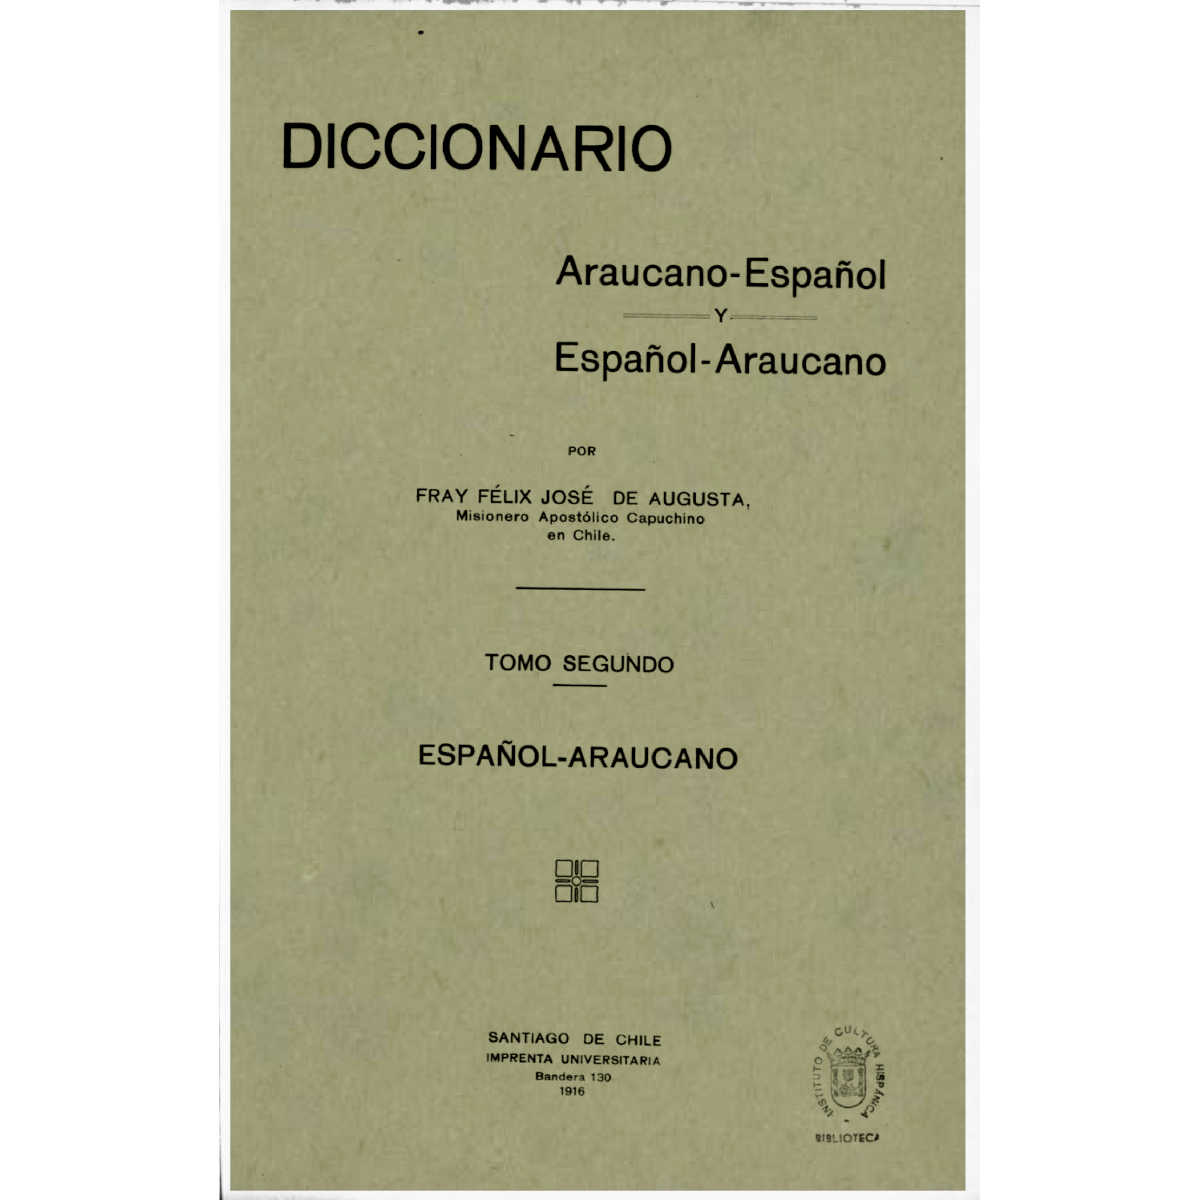 DICCIONARIO
Araucano-Español
Y
Español-Araucano
POR
FRAY FÉLIX JOSÉ DE AUGUSTA,
Misionero Apostólico Capuchino
en Chile.
TOMO SEGUNDO
ESPAÑOL-ARAUCANO
SANTIAGO DE CHILE
IMPRENTA UNIVERSITARIA
Bandera 130
1916
INSTITUTO DE CULTURA HISPÁNICA
BIBLIOTECA